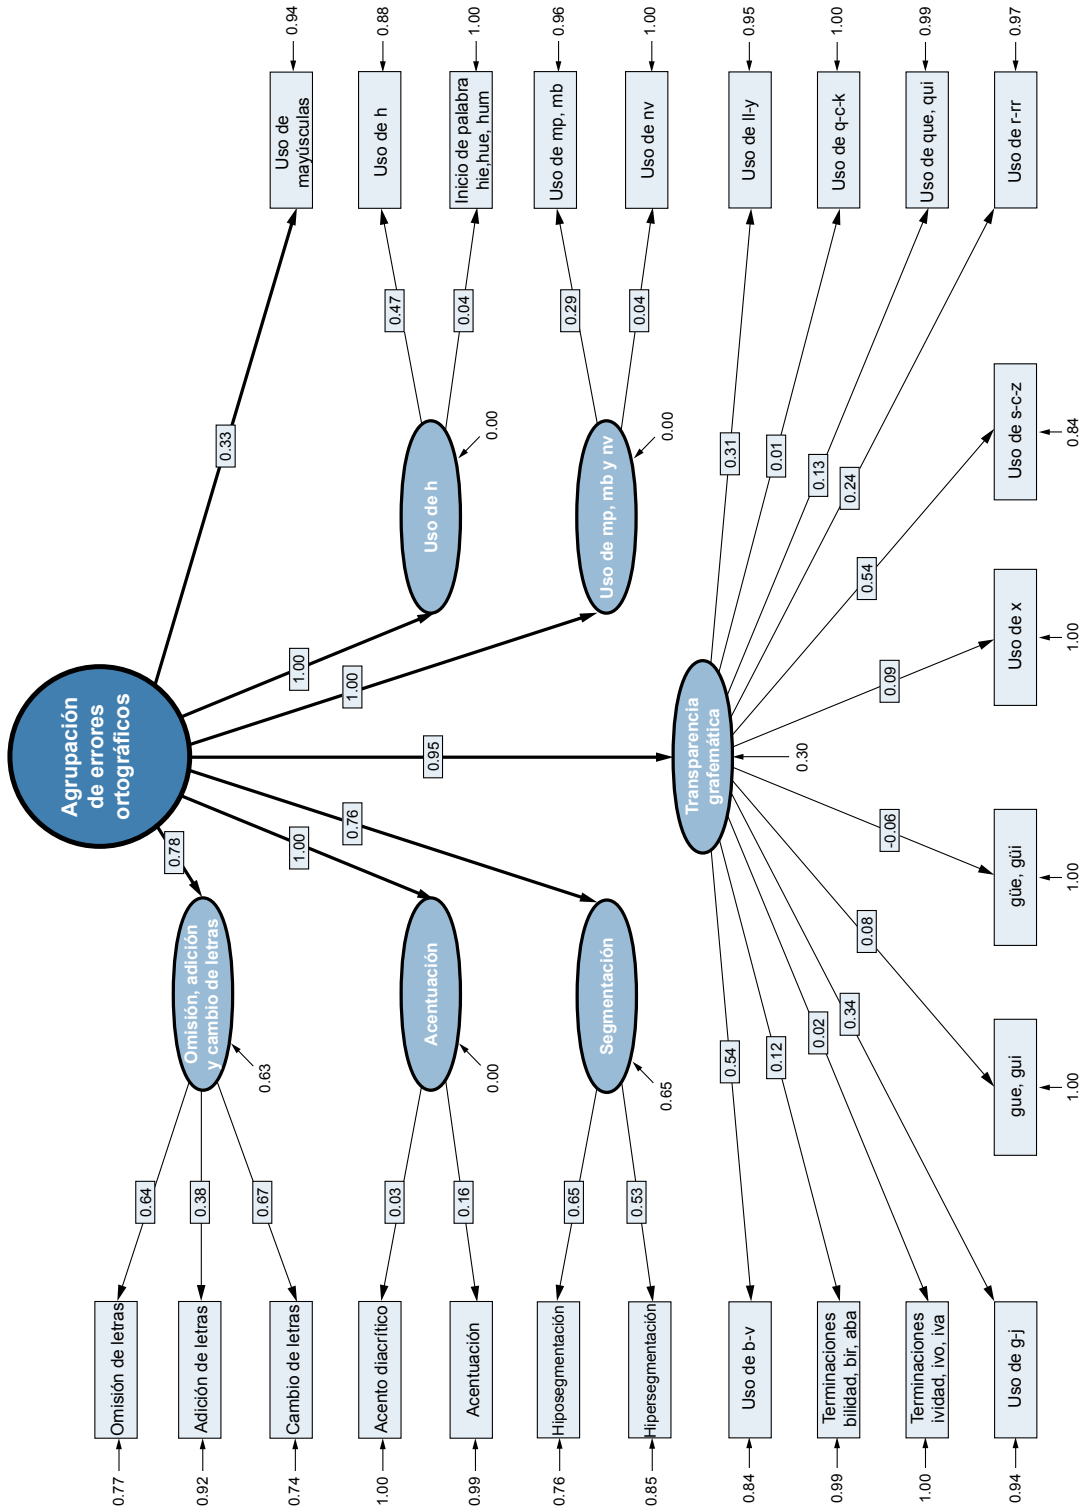 Agrupación
de errores
ortográficos
0.78
1.00
0.76
0.95
1.00
1.00
0.33
0.77
Omisión de letras
0.64
0.92
Adición de letras
0.38
0.74
Cambio de letras
0.67
Omisión, adición
y cambio de letras
0.63
1.00
Acento diacrítico
0.03
0.99
Acentuación
0.16
Acentuación
0.00
0.76
Hiposegmentación
0.65
0.85
Hipersegmentación
0.53
Segmentación
0.65
Uso de
mayúsculas
0.94
Uso de h
0.00
0.47
Uso de h
0.88
0.04
Inicio de palabra
hie,hue, hum
1.00
Uso de mp, mb y nv
0.00
0.29
Uso de mp, mb
0.96
0.04
Uso de nv
1.00
Transparencia
grafemática
0.30
0.84
Uso de b-v
0.54
0.99
Terminaciones
bilidad, bir, aba
0.12
1.00
Terminaciones
ividad, ivo, iva
0.02
0.94
Uso de g-j
0.34
0.08
gue, gui
1.00
-0.06
güe, güi
1.00
0.09
Uso de x
1.00
0.54
Uso de s-c-z
0.84
0.31
Uso de ll-y
0.95
0.01
Uso de q-c-k
1.00
0.13
Uso de que, qui
0.99
0.24
Uso de r-rr
0.97